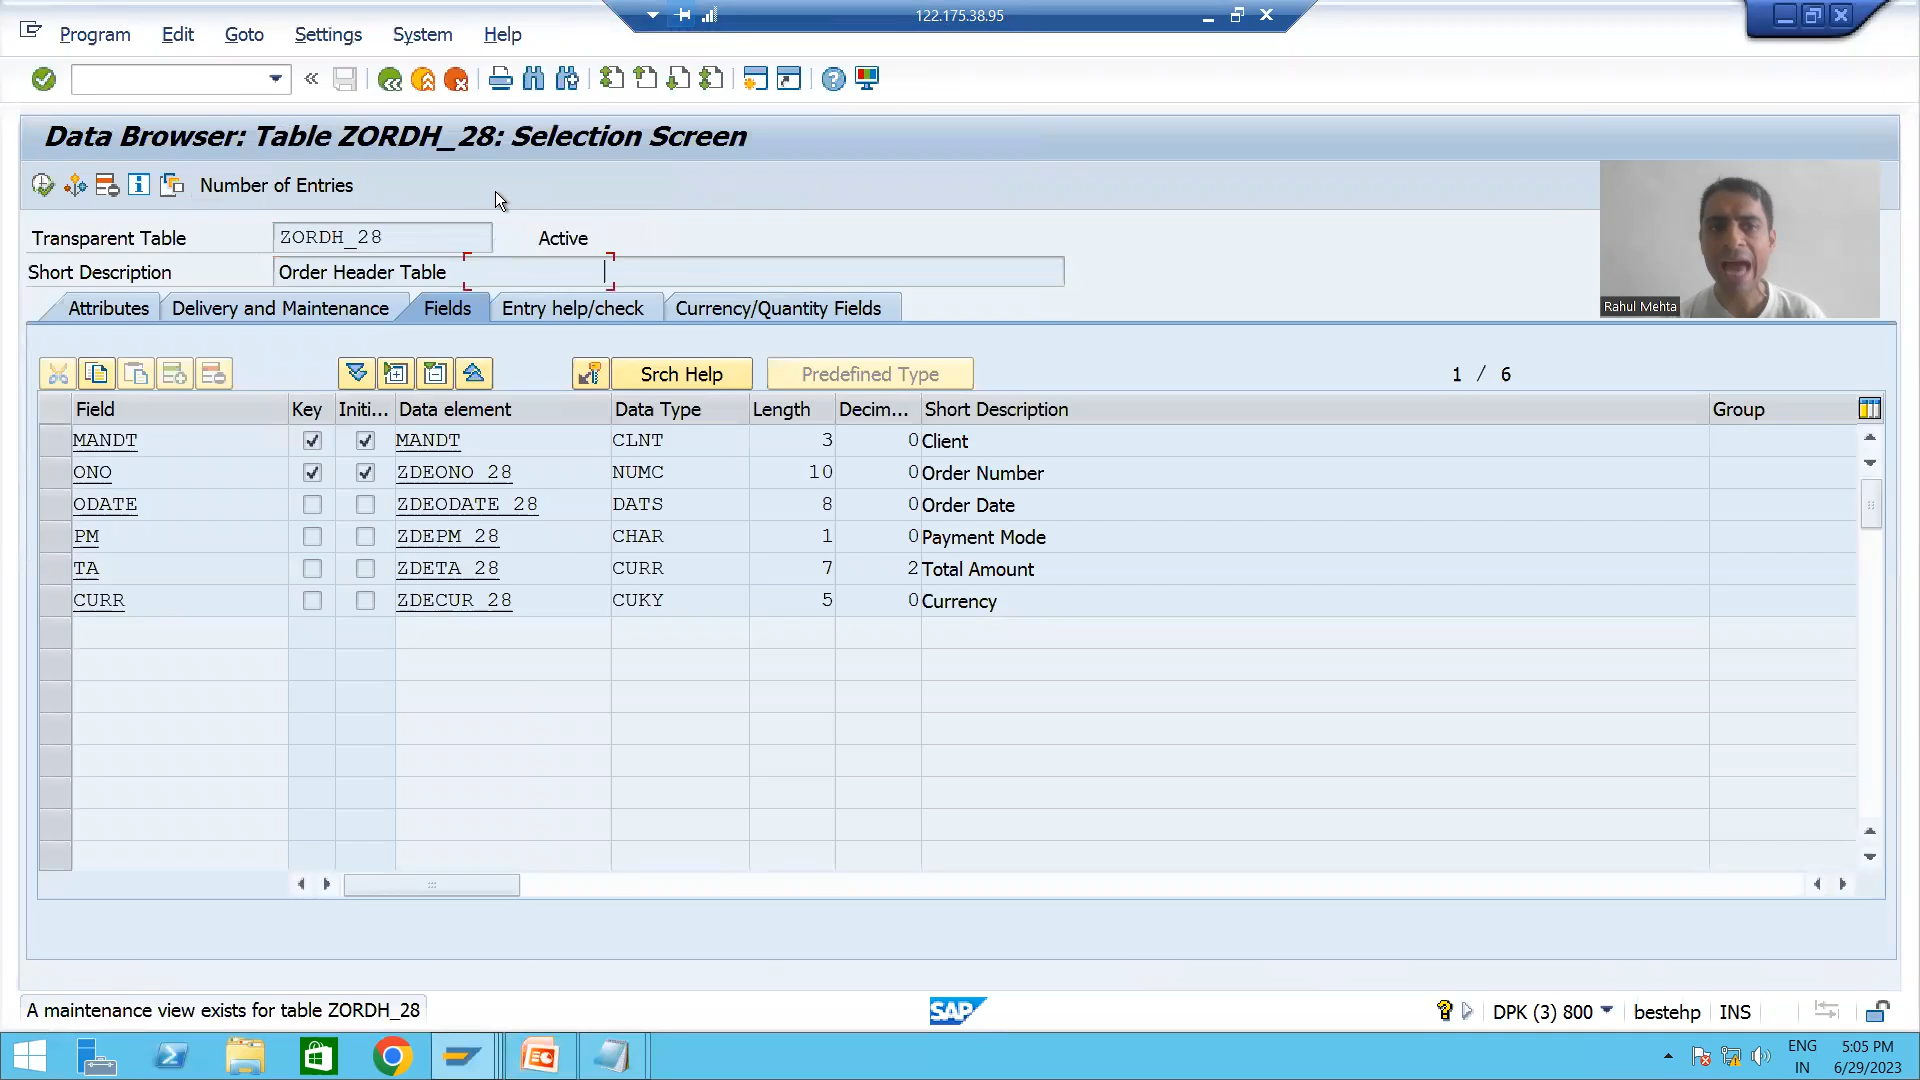 122.175.38.95
Program Edit Goto Settings System Help
Data Browser: Table ZORDH_28: Selection Screen
Number of Entries
Transparent Table ZORDH_28 Active
Short Description Order Header Table
Rahul Mehta
Attributes Delivery and Maintenance Fields Entry help/check Currency/Quantity Fields
Srch Help Predefined Type 1 / 6
Field Key Initi... Data element Data Type Length Decim... Short Description Group
MANDT MANDT CLNT 3 0 Client
ONO ZDEONO_28 NUMC 10 0 Order Number
ODATE ZDEODATE_28 DATS 8 0 Order Date
PM ZDEPM_28 CHAR 1 0 Payment Mode
TA ZDETA_28 CURR 7 2 Total Amount
CURR ZDECUR_28 CUKY 5 0 Currency
A maintenance view exists for table ZORDH_28 SAP DPK (3) 800 bestehp INS
ENG 5:05 PM
IN 6/29/2023